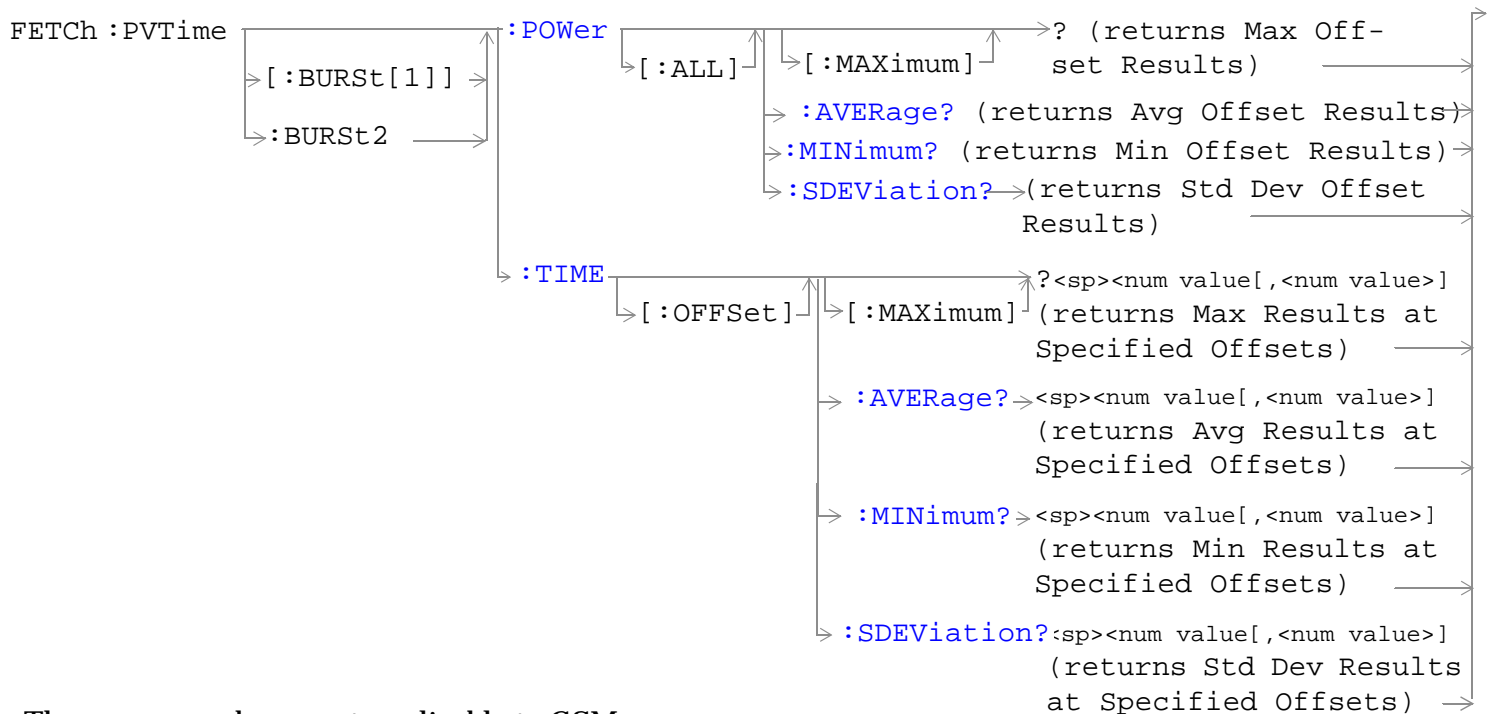 FETCh :PVTime :POWer ? (returns Max Off-
[:ALL] [:MAXimum] set Results)
[:BURSt[1]]
:AVERage? (returns Avg Offset Results)
:BURSt2
:MINimum? (returns Min Offset Results)
:SDEViation? (returns Std Dev Offset
Results)
:TIME ?<sp><num value[,<num value>]
[:OFFSet] [:MAXimum] (returns Max Results at
Specified Offsets)
:AVERage? <sp><num value[,<num value>]
(returns Avg Results at
Specified Offsets)
:MINimum? <sp><num value[,<num value>]
(returns Min Results at
Specified Offsets)
:SDEViation? <sp><num value[,<num value>]
(returns Std Dev Results
at Specified Offsets)